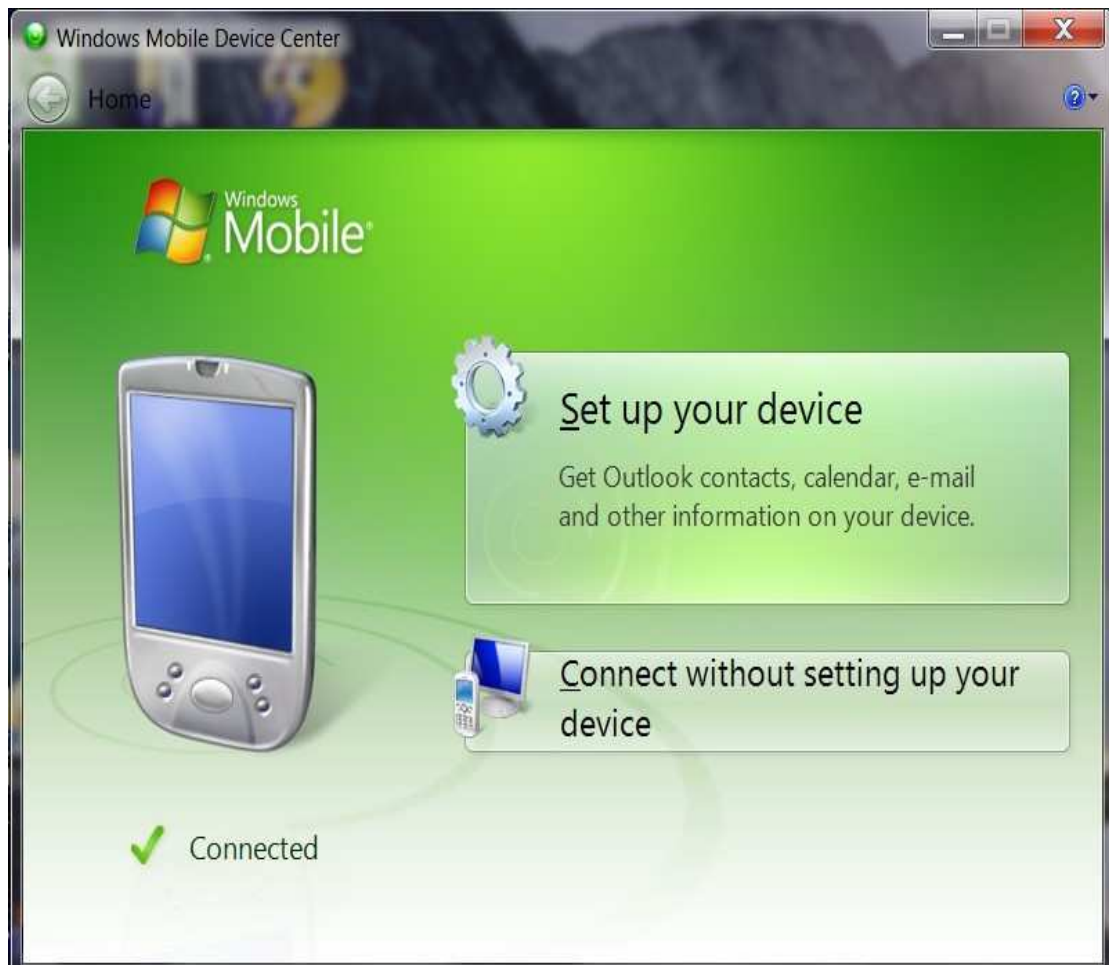 Windows Mobile Device Center
Home
Windows
Mobile®
Set up your device
Get Outlook contacts, calendar, e-mail
and other information on your device.
Connect without setting up your
device
Connected